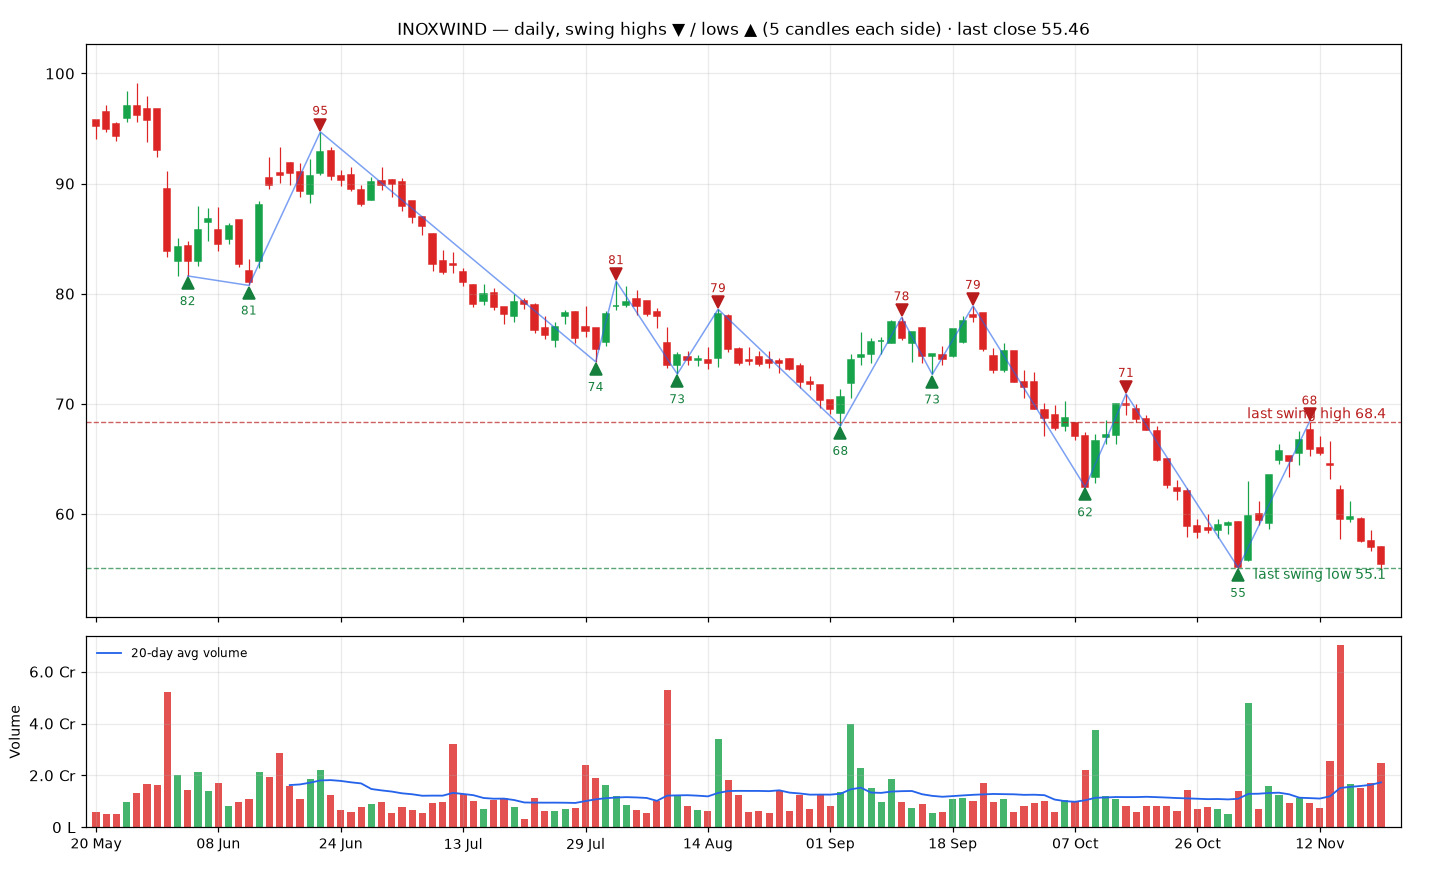 INOXWIND — daily, swing highs ▼ / lows ▲ (5 candles each side) · last close 55.46
100
90
80
70
60
95
82
81
81
74
79
73
68
78
73
79
62
71
55
68
last swing high 68.4
last swing low 55.1
20-day avg volume
Volume
6.0 Cr
4.0 Cr
2.0 Cr
0 L
20 May
08 Jun
24 Jun
13 Jul
29 Jul
14 Aug
01 Sep
18 Sep
07 Oct
26 Oct
12 Nov